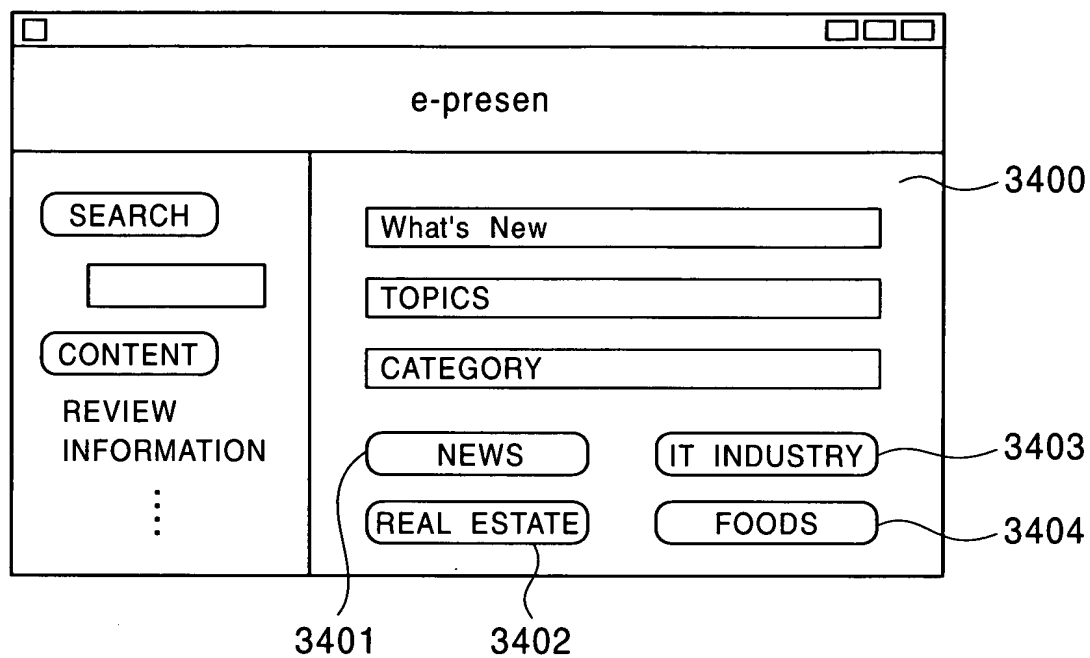 e-presen
SEARCH
CONTENT
REVIEW
INFORMATION
What's New
TOPICS
CATEGORY
NEWS
IT INDUSTRY
REAL ESTATE
FOODS
3400
3403
3404
3401
3402